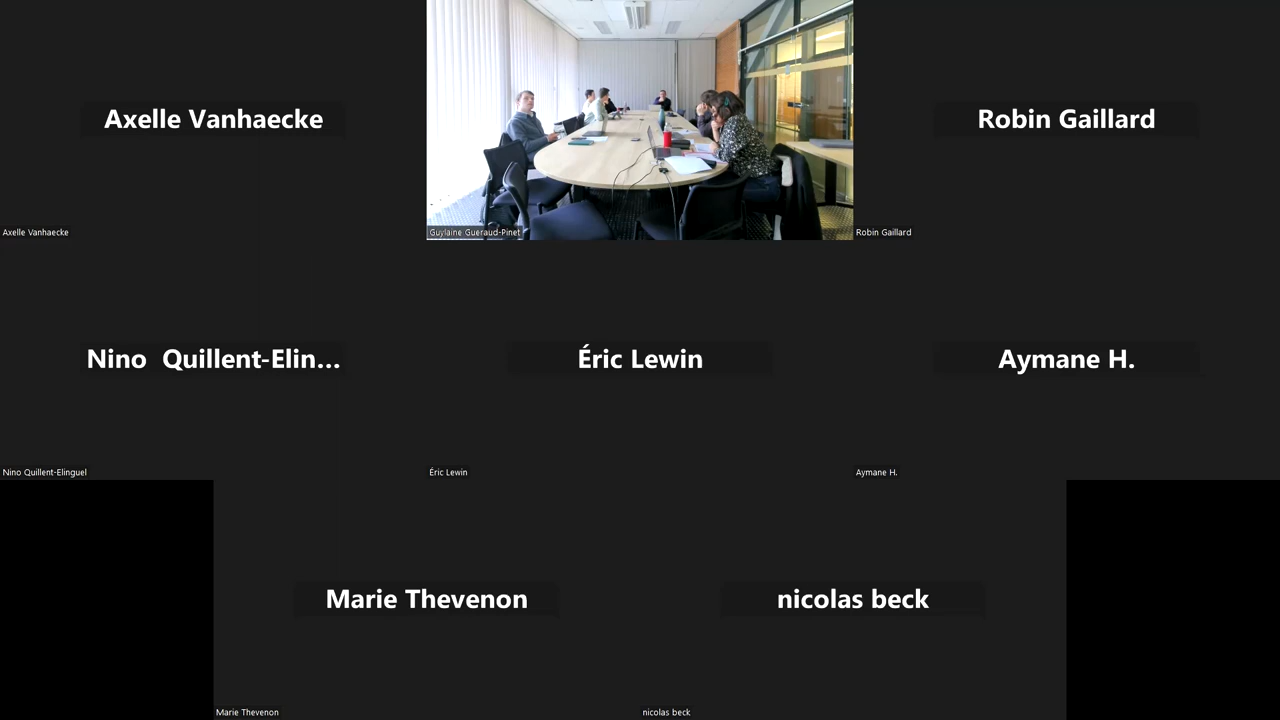 Axelle Vanhaecke
Robin Gaillard
Axelle Vanhaecke
Guylaine Gueraud-Pinet
Robin Gaillard
Nino  Quillent-Elin...
Éric Lewin
Aymane H.
Nino Quillent-Elinguel
Éric Lewin
Aymane H.
Marie Thevenon
nicolas beck
Marie Thevenon
nicolas beck